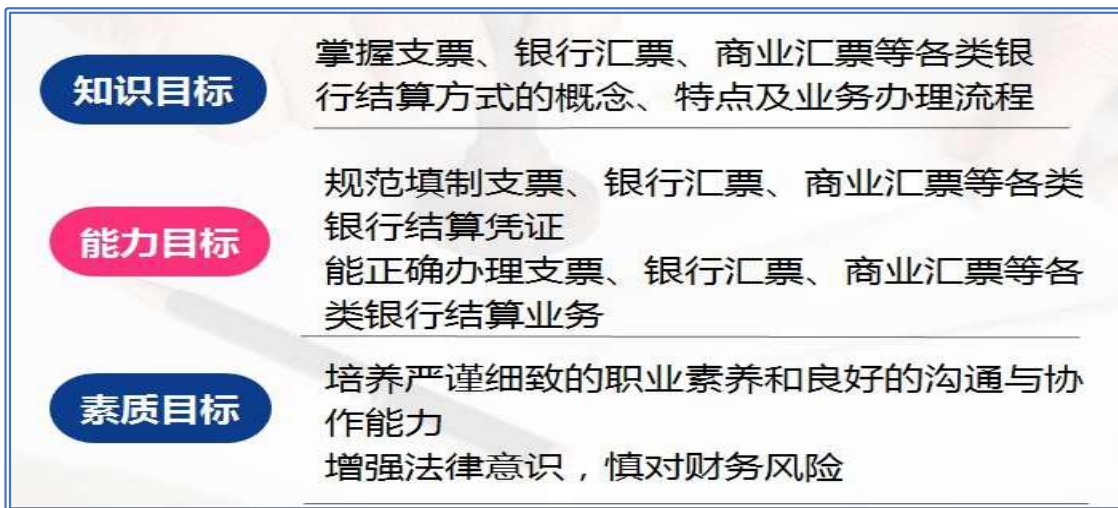 知识目标
掌握支票、银行汇票、商业汇票等各类银
行结算方式的概念、特点及业务办理流程
能力目标
规范填制支票、银行汇票、商业汇票等各类
银行结算凭证
能正确办理支票、银行汇票、商业汇票等各
类银行结算业务
素质目标
培养严谨细致的职业素养和良好的沟通与协
作能力
增强法律意识，慎对财务风险